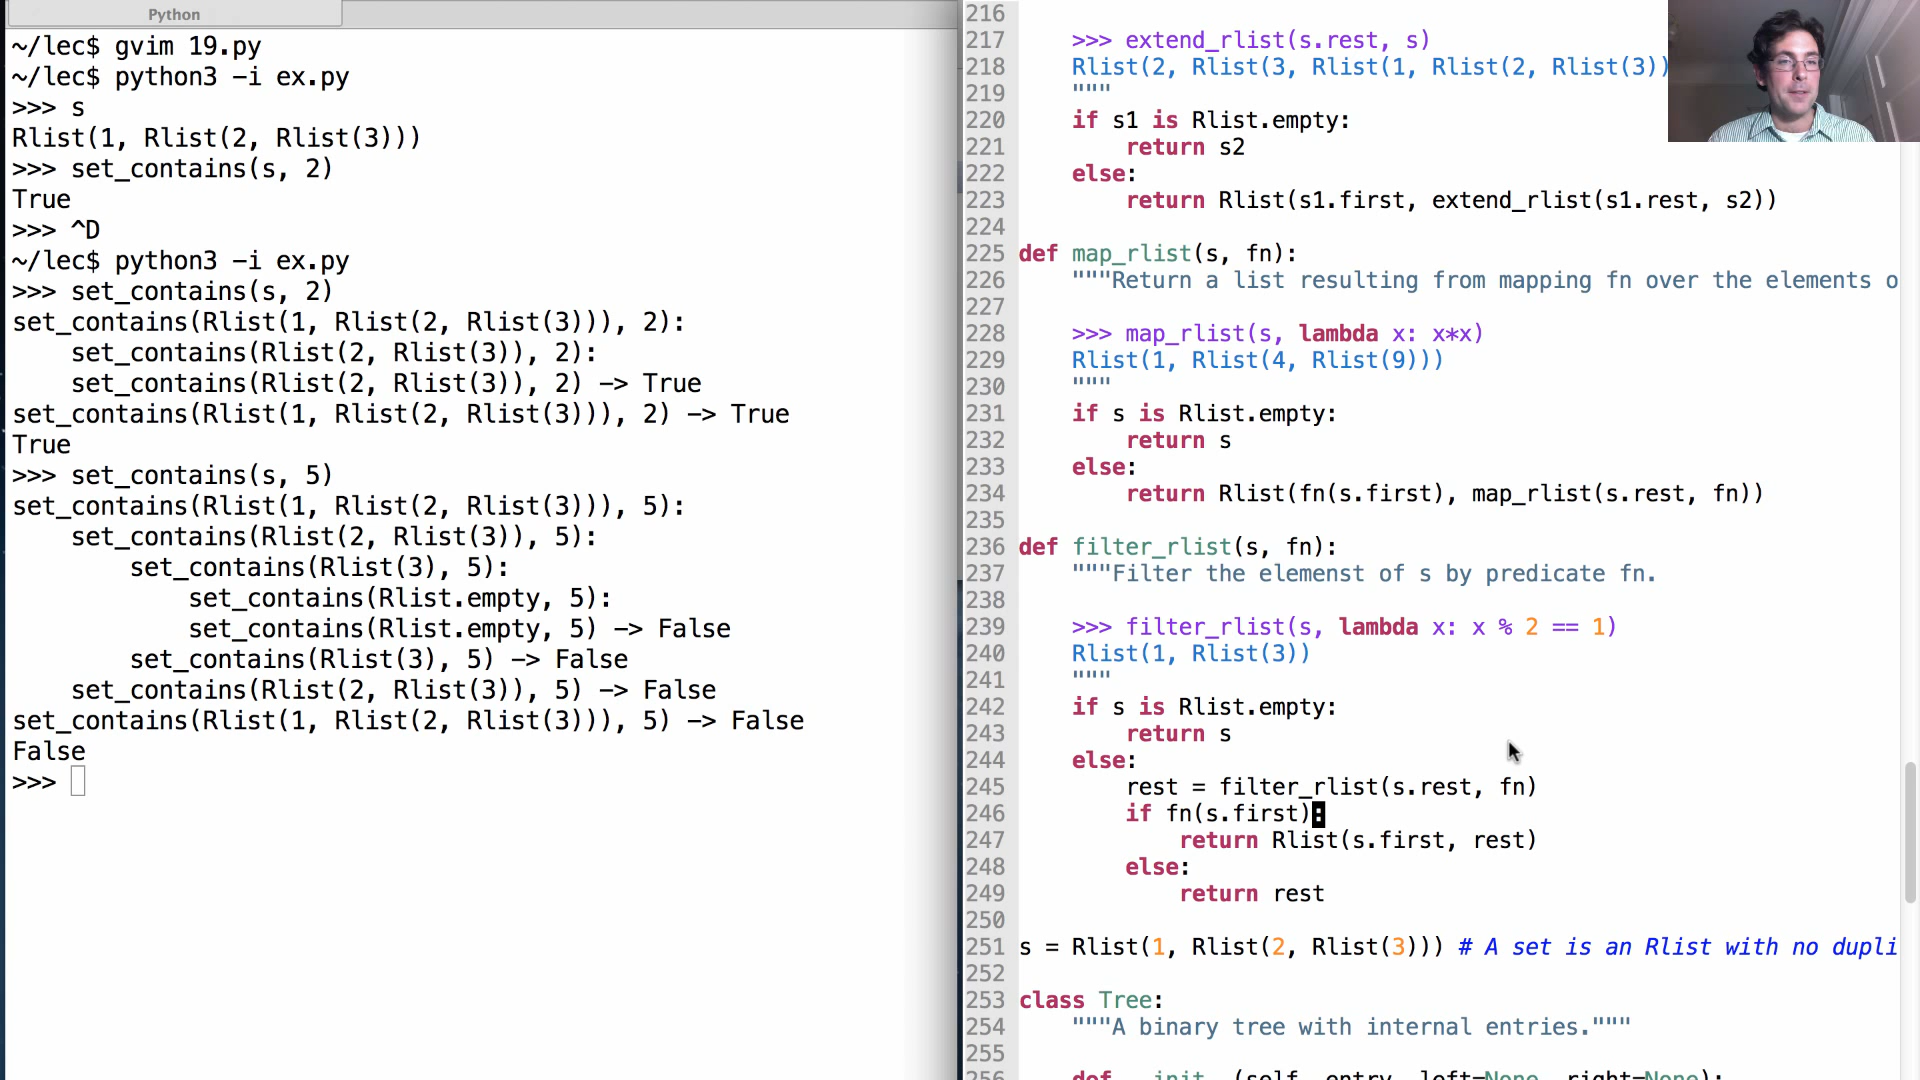 Python
~/lec$ gvim 19.py
~/lec$ python3 -i ex.py
>>> s
Rlist(1, Rlist(2, Rlist(3)))
>>> set_contains(s, 2)
True
>>> ^D
~/lec$ python3 -i ex.py
>>> set_contains(s, 2)
set_contains(Rlist(1, Rlist(2, Rlist(3))), 2):
    set_contains(Rlist(2, Rlist(3)), 2):
    set_contains(Rlist(2, Rlist(3)), 2) -> True
set_contains(Rlist(1, Rlist(2, Rlist(3))), 2) -> True
True
>>> set_contains(s, 5)
set_contains(Rlist(1, Rlist(2, Rlist(3))), 5):
    set_contains(Rlist(2, Rlist(3)), 5):
        set_contains(Rlist(3), 5):
            set_contains(Rlist.empty, 5):
            set_contains(Rlist.empty, 5) -> False
        set_contains(Rlist(3), 5) -> False
    set_contains(Rlist(2, Rlist(3)), 5) -> False
set_contains(Rlist(1, Rlist(2, Rlist(3))), 5) -> False
False
>>>
216
217     >>> extend_rlist(s.rest, s)
218     Rlist(2, Rlist(3, Rlist(1, Rlist(2, Rlist(3))
219     """
220     if s1 is Rlist.empty:
221         return s2
222     else:
223         return Rlist(s1.first, extend_rlist(s1.rest, s2))
224
225 def map_rlist(s, fn):
226     """Return a list resulting from mapping fn over the elements o
227
228     >>> map_rlist(s, lambda x: x*x)
229     Rlist(1, Rlist(4, Rlist(9)))
230     """
231     if s is Rlist.empty:
232         return s
233     else:
234         return Rlist(fn(s.first), map_rlist(s.rest, fn))
235
236 def filter_rlist(s, fn):
237     """Filter the elemenst of s by predicate fn.
238
239     >>> filter_rlist(s, lambda x: x % 2 == 1)
240     Rlist(1, Rlist(3))
241     """
242     if s is Rlist.empty:
243         return s
244     else:
245         rest = filter_rlist(s.rest, fn)
246         if fn(s.first):
247             return Rlist(s.first, rest)
248         else:
249             return rest
250
251 s = Rlist(1, Rlist(2, Rlist(3))) # A set is an Rlist with no dupli
252
253 class Tree:
254     """A binary tree with internal entries."""
255
256     def __init__(self, entry, left=None, right=None):